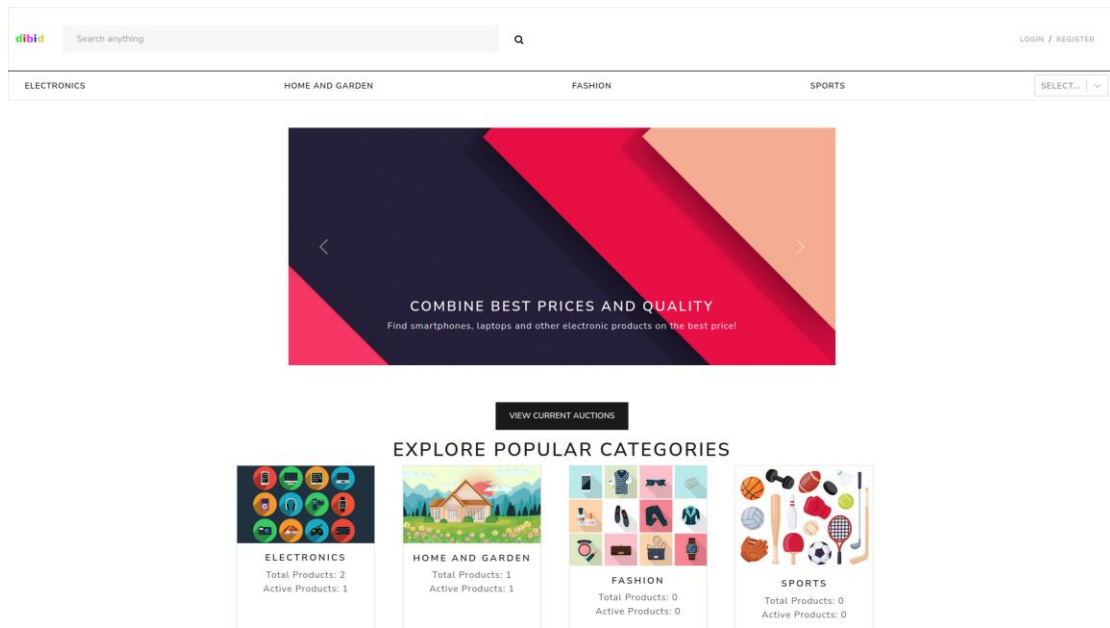 dibid
Search anything
LOGIN / REGISTER
ELECTRONICS
HOME AND GARDEN
FASHION
SPORTS
SELECT...
COMBINE BEST PRICES AND QUALITY
Find smartphones, laptops and other electronic products on the best price!
VIEW CURRENT AUCTIONS
EXPLORE POPULAR CATEGORIES
ELECTRONICS
Total Products: 2
Active Products: 1
HOME AND GARDEN
Total Products: 1
Active Products: 1
FASHION
Total Products: 0
Active Products: 0
SPORTS
Total Products: 0
Active Products: 0